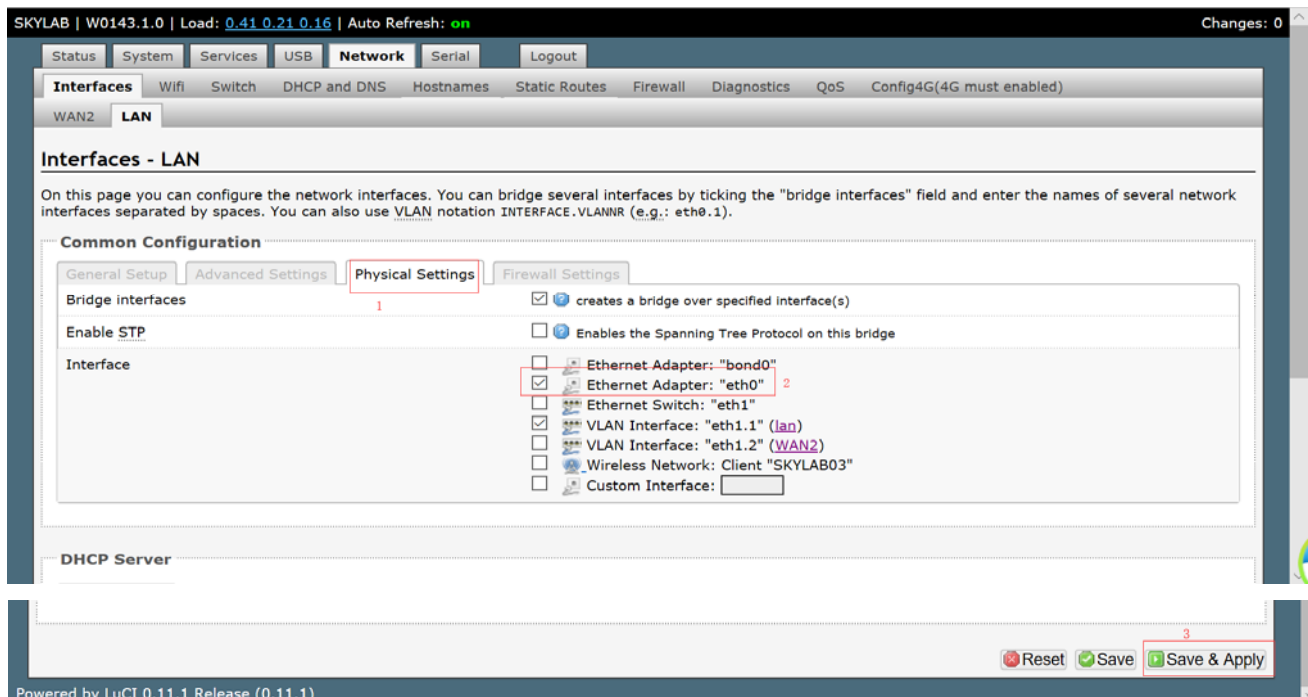 SKYLAB | W0143.1.0 | Load: 0.41 0.21 0.16 | Auto Refresh: on Changes: 0
Status System Services USB Network Serial Logout
Interfaces Wifi Switch DHCP and DNS Hostnames Static Routes Firewall Diagnostics QoS Config4G(4G must enabled)
WAN2 LAN
Interfaces - LAN
On this page you can configure the network interfaces. You can bridge several interfaces by ticking the "bridge interfaces" field and enter the names of several network
interfaces separated by spaces. You can also use VLAN notation INTERFACE.VLANNR (e.g.: eth0.1).
Common Configuration
General Setup Advanced Settings Physical Settings Firewall Settings
1
Bridge interfaces creates a bridge over specified interface(s)
Enable STP Enables the Spanning Tree Protocol on this bridge
Interface Ethernet Adapter: "bond0"
Ethernet Adapter: "eth0" 2
Ethernet Switch: "eth1"
VLAN Interface: "eth1.1" (lan)
VLAN Interface: "eth1.2" (WAN2)
Wireless Network: Client "SKYLAB03"
Custom Interface:
DHCP Server
3
Reset Save Save & Apply
Powered by LuCI 0.11.1 Release (0.11.1)